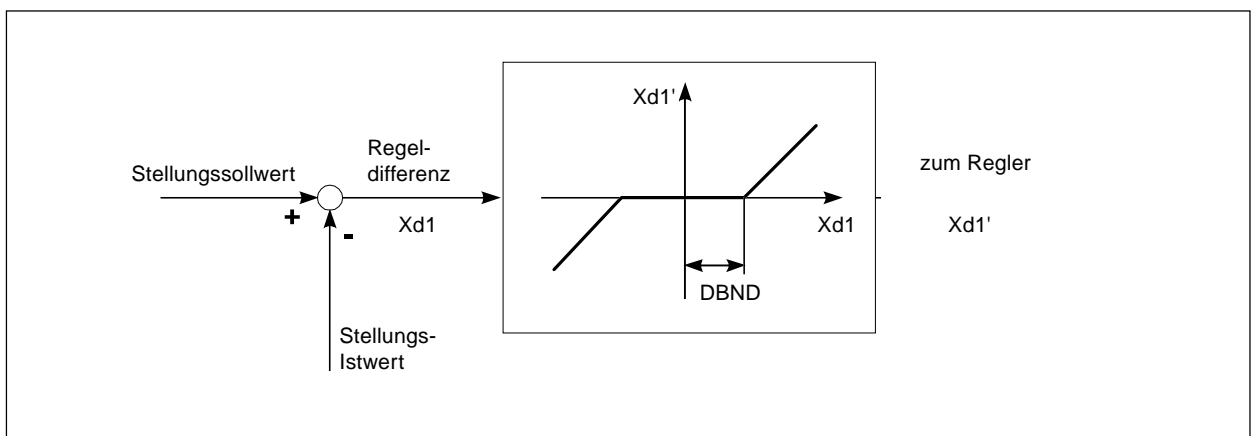 Stellungssollwert
+
-
Regel-
differenz
Xd1
Stellungs-
Istwert
Xd1'
Xd1
DBND
zum Regler
Xd1'